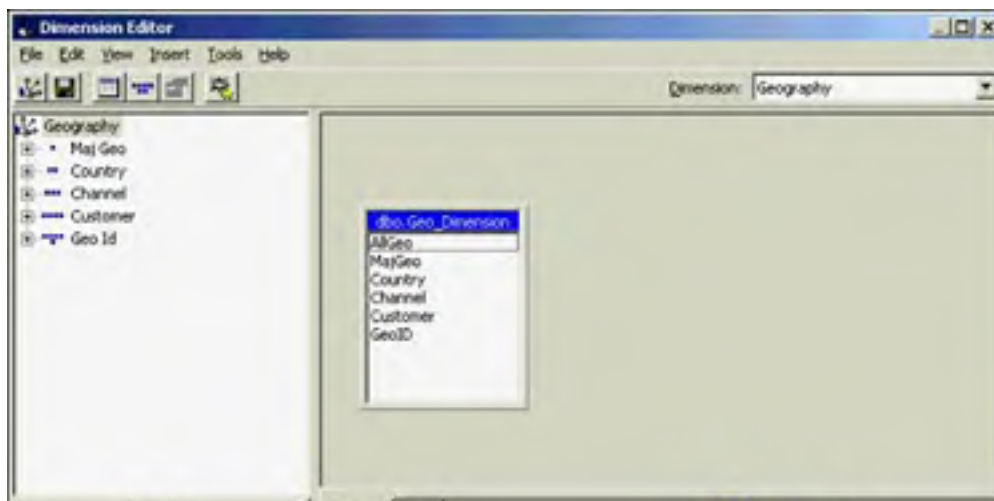 Dimension Editor
File Edit View Insert Tools Help
Dimension: Geography
Geography
Maj Geo
Country
Channel
Customer
Geo Id
dbo.Geo_Dimension
AllGeo
MajGeo
Country
Channel
Customer
GeoID